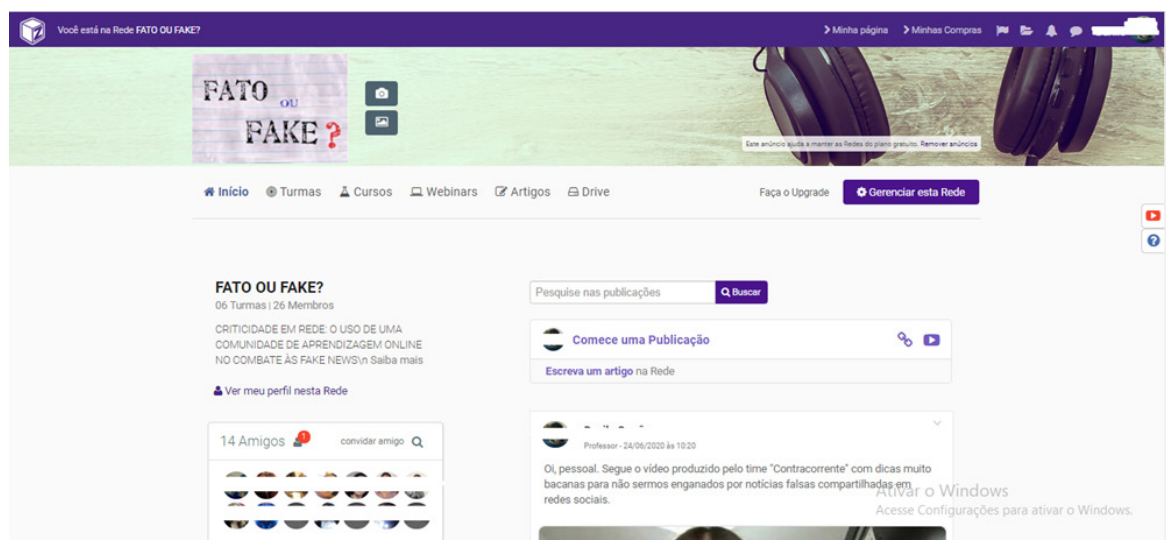 Você está na Rede FATO OU FAKE?
Minha página
Minhas Compras
FATO
OU
FAKE?
Este anúncio ajuda a manter as Redes do plano gratuito. Remover anúncios
Início
Turmas
Cursos
Webinars
Artigos
Drive
Faça o Upgrade
Gerenciar esta Rede
FATO OU FAKE?
06 Turmas | 26 Membros
CRITICIDADE EM REDE: O USO DE UMA
COMUNIDADE DE APRENDIZAGEM ONLINE
NO COMBATE ÀS FAKE NEWS\n Saiba mais
Ver meu perfil nesta Rede
14 Amigos
1
convidar amigo
Pesquise nas publicações
Buscar
Comece uma Publicação
Escreva um artigo na Rede
Professor - 24/06/2020 às 10:20
Oi, pessoal. Segue o vídeo produzido pelo time "Contracorrente" com dicas muito
bacanas para não sermos enganados por notícias falsas compartilhadas em
redes sociais.
Ativar o Windows
Acesse Configurações para ativar o Windows.